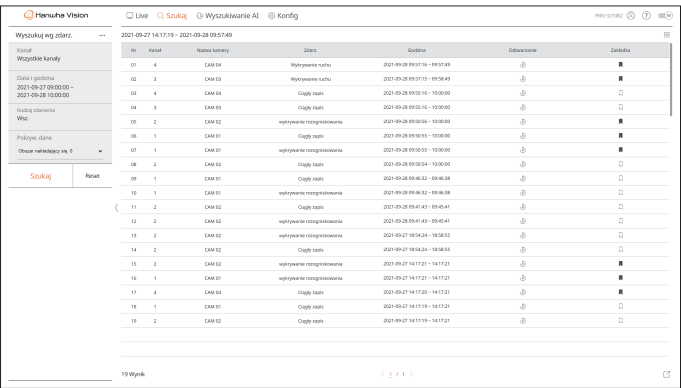 Hanwha Vision
Live Szukaj Wyszukiwanie AI Konfig
PRN-3210B2
Wyszukuj wg zdarz.
2021-09-27 14:17:19 ~ 2021-09-28 09:57:49
Kanał
Wszystkie kanały
Data i godzina
2021-09-27 09:00:00 ~
2021-09-28 10:00:00
Rodzaj zdarzenia
Wsz.
Pokryw. dane
Obszar nakładający się. 0
Szukaj Reset
Nr Kanał Nazwa kamery Zdarz. Godzina Odtwarzanie Zakładka
01 4 CAM 04 Wykrywanie ruchu 2021-09-28 09:57:16 ~ 09:57:49
02 3 CAM 03 Wykrywanie ruchu 2021-09-28 09:57:15 ~ 09:58:49
03 4 CAM 04 Ciągły zapis 2021-09-28 09:55:16 ~ 10:00:00
04 3 CAM 03 Ciągły zapis 2021-09-28 09:55:16 ~ 10:00:00
05 2 CAM 02 wykrywanie rozogniskowania 2021-09-28 09:50:56 ~ 10:00:00
06 1 CAM 01 Ciągły zapis 2021-09-28 09:50:55 ~ 10:00:00
07 1 CAM 01 wykrywanie rozogniskowania 2021-09-28 09:50:55 ~ 10:00:00
08 2 CAM 02 Ciągły zapis 2021-09-28 09:50:54 ~ 10:00:00
09 1 CAM 01 Ciągły zapis 2021-09-28 09:46:32 ~ 09:46:38
10 1 CAM 01 wykrywanie rozogniskowania 2021-09-28 09:46:32 ~ 09:46:38
11 2 CAM 02 Ciągły zapis 2021-09-28 09:41:43 ~ 09:45:41
12 2 CAM 02 wykrywanie rozogniskowania 2021-09-28 09:41:43 ~ 09:45:41
13 2 CAM 02 wykrywanie rozogniskowania 2021-09-27 18:54:24 ~ 18:58:55
14 2 CAM 02 Ciągły zapis 2021-09-27 18:54:24 ~ 18:58:55
15 2 CAM 02 wykrywanie rozogniskowania 2021-09-27 14:17:21 ~ 14:17:21
16 1 CAM 01 wykrywanie rozogniskowania 2021-09-27 14:17:21 ~ 14:17:21
17 4 CAM 04 Ciągły zapis 2021-09-27 14:17:20 ~ 14:17:21
18 1 CAM 01 Ciągły zapis 2021-09-27 14:17:19 ~ 14:17:21
19 2 CAM 02 Ciągły zapis 2021-09-27 14:17:19 ~ 14:17:21
19 Wynik
1 / 1